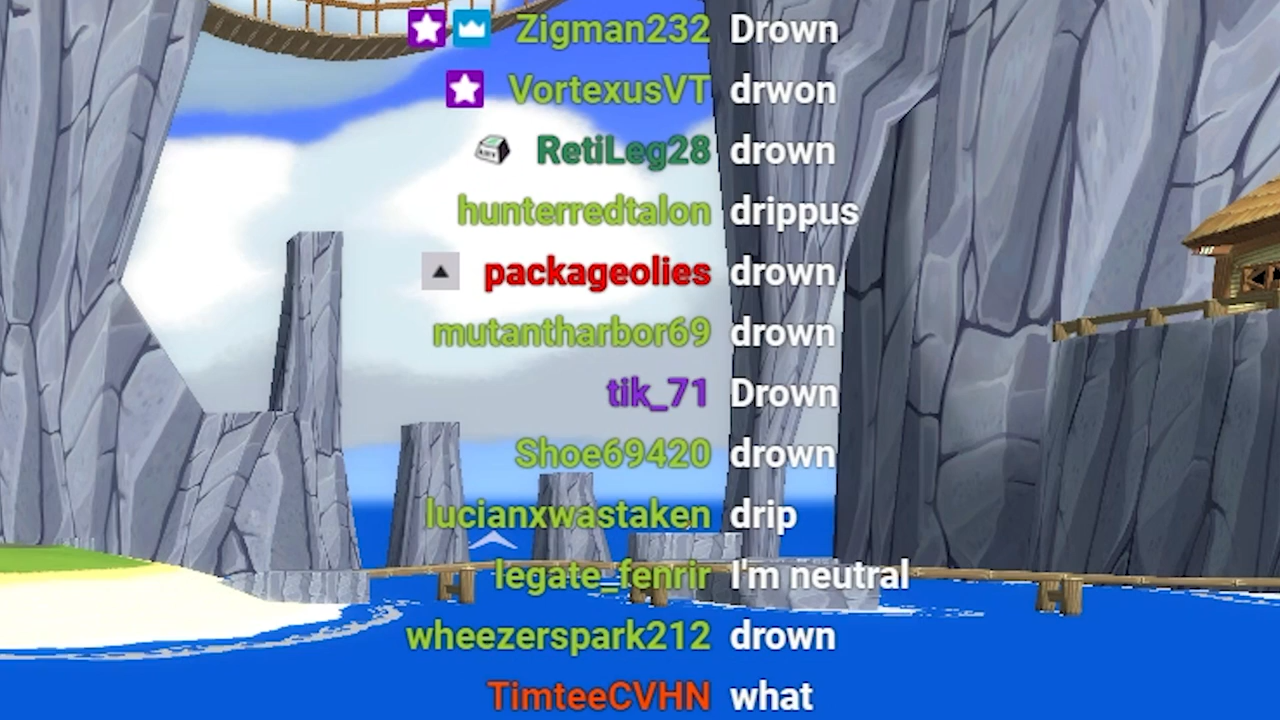 Zigman232 Drown
VortexusVT drwon
RetiLeg28 drown
hunterredtalon drippus
packageolies drown
mutantharbor69 drown
tik_71 Drown
Shoe69420 drown
lucianxwastaken drip
legate_fenrir I'm neutral
wheezerspark212 drown
TimteeCVHN what